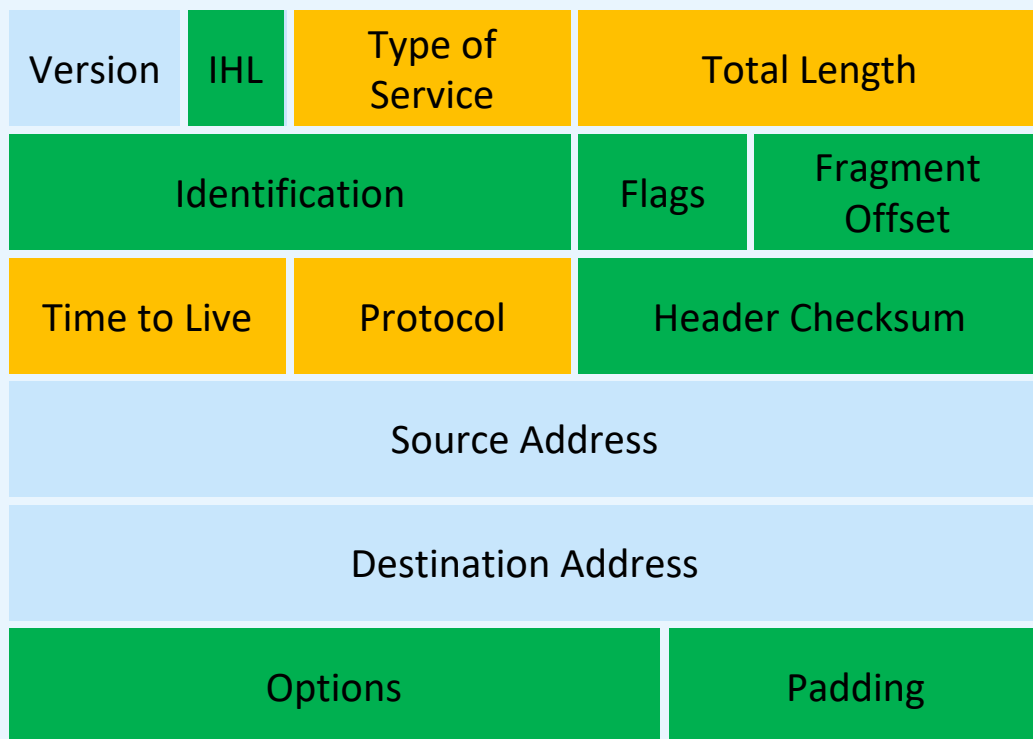 Version
IHL
Type of
Service
Total Length
Identification
Flags
Fragment
Offset
Time to Live
Protocol
Header Checksum
Source Address
Destination Address
Options
Padding